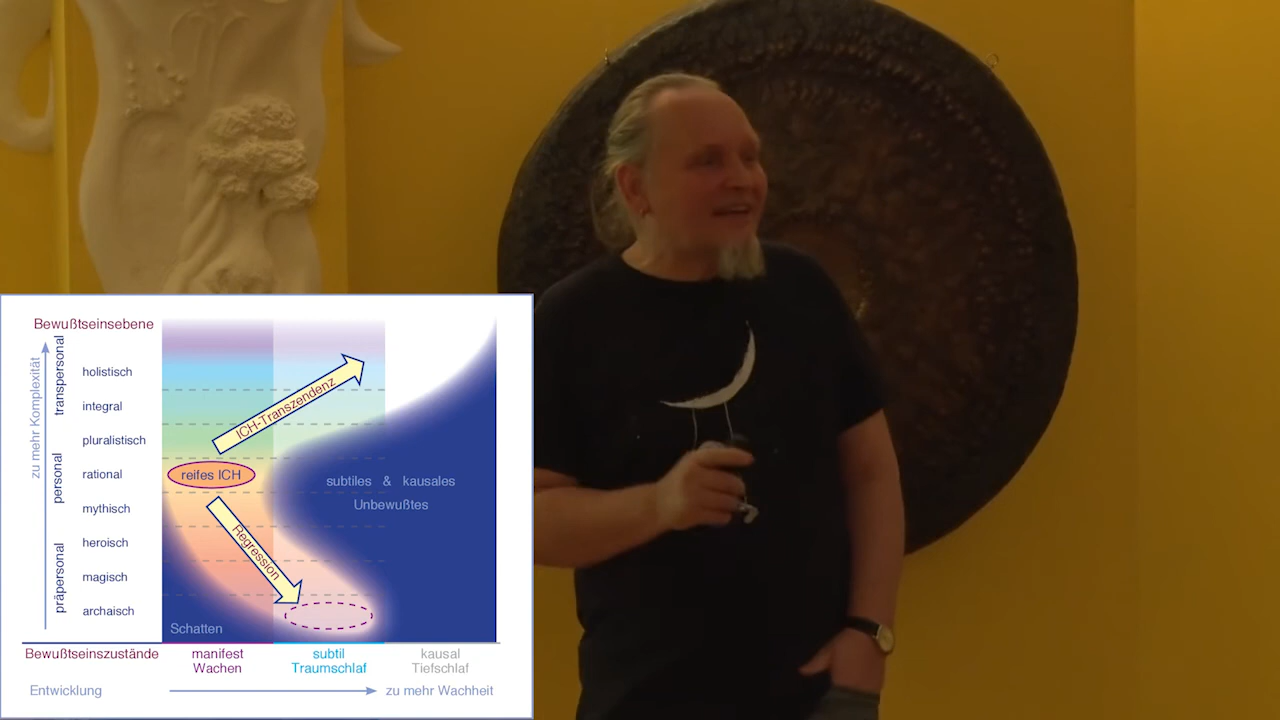 Bewußtseinsebene
zu mehr Komplexität
transpersonal
personal
präpersonal
holistisch
integral
pluralistisch
rational
mythisch
heroisch
magisch
archaisch
ICH-Transzendenz
reifes ICH
Regression
subtiles & kausales
Unbewußtes
Schatten
Bewußtseinszustände
manifest
Wachen
subtil
Traumschlaf
kausal
Tiefschlaf
Entwicklung
zu mehr Wachheit